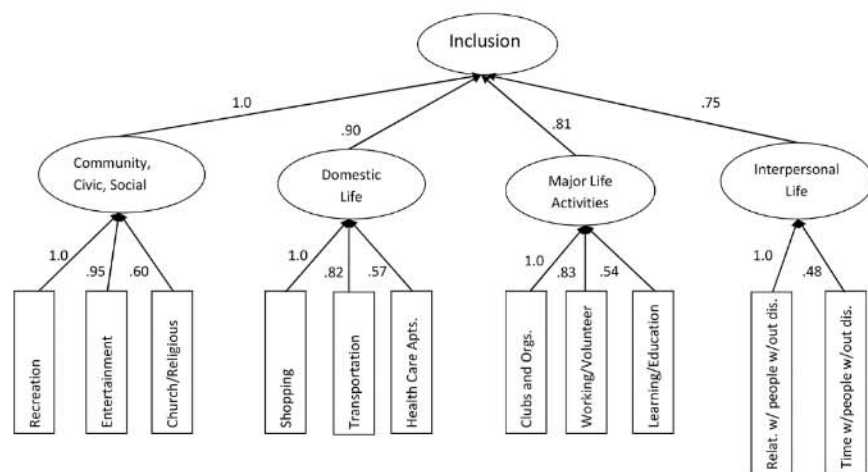 Inclusion
1.0
.90
.81
.75
Community,
Civic, Social
Domestic
Life
Major Life
Activities
Interpersonal
Life
1.0
.95
.60
1.0
.82
.57
1.0
.83
.54
1.0
.48
Recreation
Entertainment
Church/Religious
Shopping
Transportation
Health Care Apts.
Clubs and Orgs.
Working/Volunteer
Learning/Education
Relat. w/ people w/out dis.
Time w/people w/out dis.